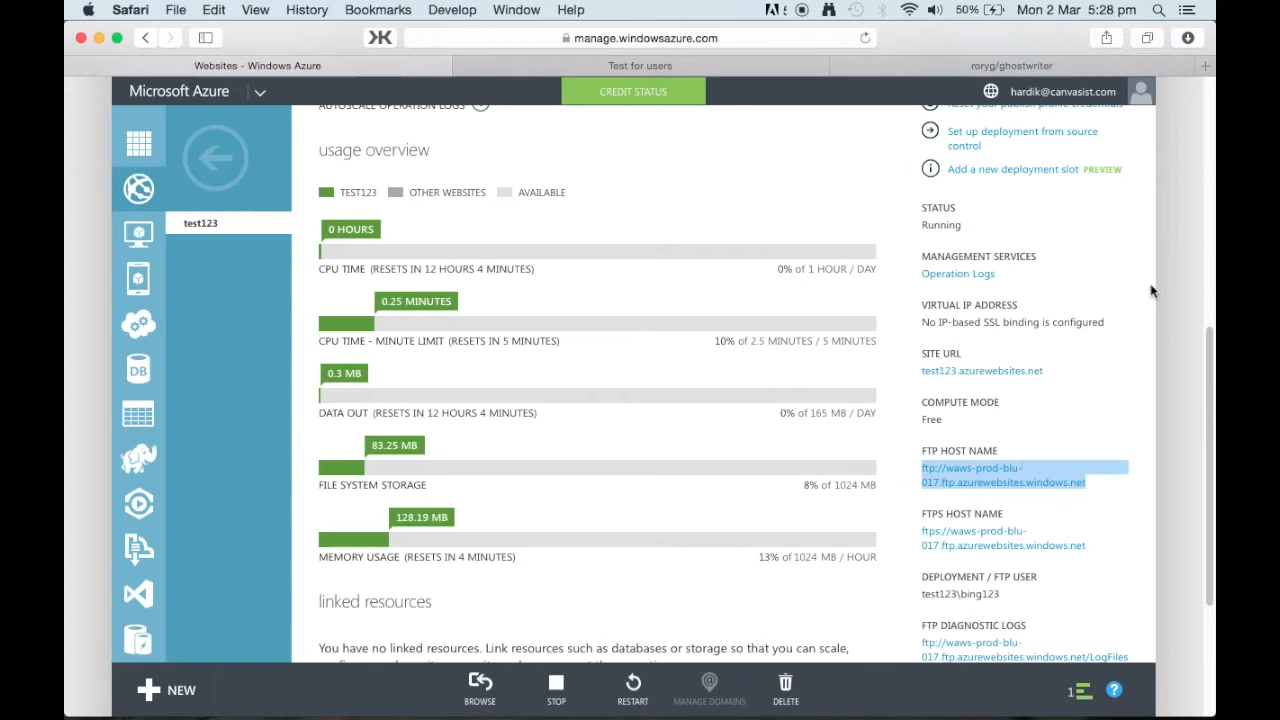 Safari File Edit View History Bookmarks Develop Window Help 50% Mon 2 Mar 5:28 pm
manage.windowsazure.com
Websites - Windows Azure Test for users roryg/ghostwriter
Microsoft Azure CREDIT STATUS hardik@canvasist.com
AUTOSCALE OPERATION LOGS
Reset your publish profile credentials
Set up deployment from source
control
Add a new deployment slot PREVIEW
test123
usage overview
TEST123 OTHER WEBSITES AVAILABLE
0 HOURS
CPU TIME (RESETS IN 12 HOURS 4 MINUTES) 0% of 1 HOUR / DAY
0.25 MINUTES
CPU TIME - MINUTE LIMIT (RESETS IN 5 MINUTES) 10% of 2.5 MINUTES / 5 MINUTES
0.3 MB
DATA OUT (RESETS IN 12 HOURS 4 MINUTES) 0% of 165 MB / DAY
83.25 MB
FILE SYSTEM STORAGE 8% of 1024 MB
128.19 MB
MEMORY USAGE (RESETS IN 4 MINUTES) 13% of 1024 MB / HOUR
linked resources
You have no linked resources. Link resources such as databases or storage so that you can scale,
STATUS
Running
MANAGEMENT SERVICES
Operation Logs
VIRTUAL IP ADDRESS
No IP-based SSL binding is configured
SITE URL
test123.azurewebsites.net
COMPUTE MODE
Free
FTP HOST NAME
ftp://waws-prod-blu-
017.ftp.azurewebsites.windows.net
FTPS HOST NAME
ftps://waws-prod-blu-
017.ftp.azurewebsites.windows.net
DEPLOYMENT / FTP USER
test123\bing123
FTP DIAGNOSTIC LOGS
ftp://waws-prod-blu-
017.ftp.azurewebsites.windows.net/LogFiles
DB
NEW BROWSE STOP RESTART MANAGE DOMAINS DELETE 1 ?